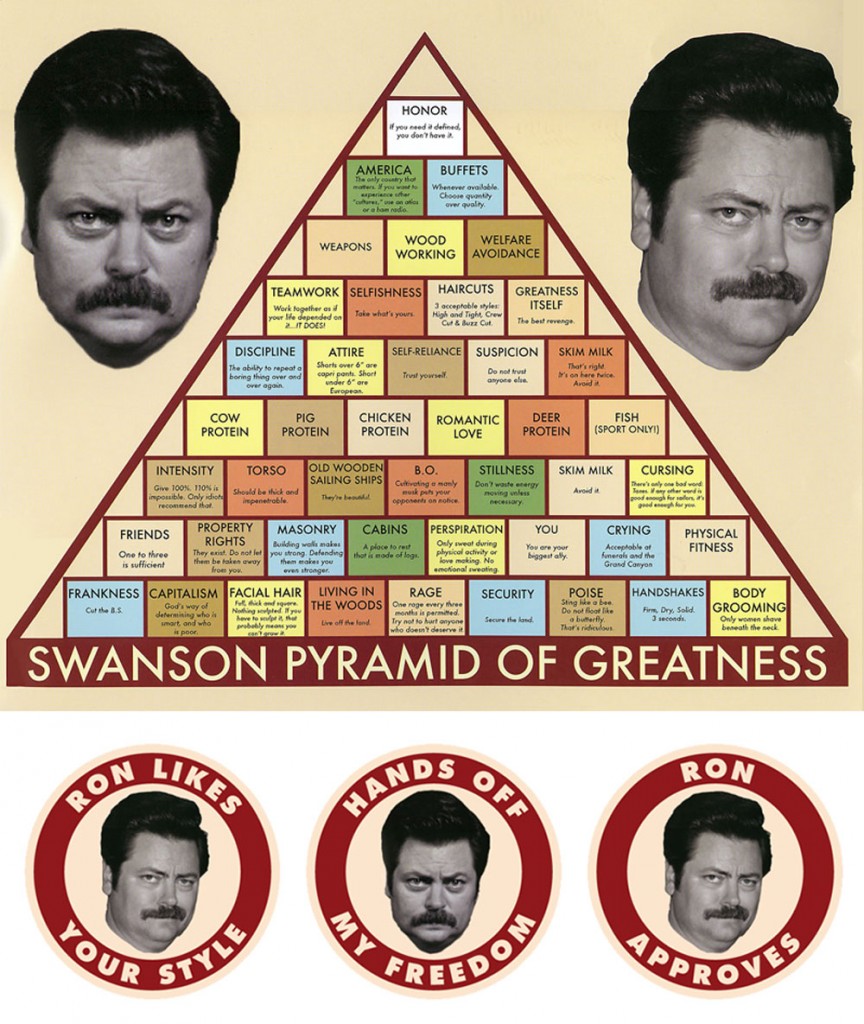 HONOR
If you need it defined,
you don't have it.
AMERICA
The only country that
matters. If you want to
experience other
"cultures," use an atlas
or a ham radio.
BUFFETS
Whenever available.
Choose quantity
over quality.
WEAPONS
WOOD
WORKING
WELFARE
AVOIDANCE
TEAMWORK
Work together as if
your life depended on
it...IT DOES!
SELFISHNESS
Take what's yours.
HAIRCUTS
3 acceptable styles:
High and Tight, Crew
Cut & Buzz Cut.
GREATNESS
ITSELF
The best revenge.
DISCIPLINE
The ability to repeat a
boring thing over and
over again.
ATTIRE
Shorts over 6" are
capri pants. Short
under 6" are
European.
SELF-RELIANCE
Trust yourself.
SUSPICION
Do not trust
anyone else.
SKIM MILK
That's right.
It's on here twice.
Avoid it.
COW
PROTEIN
PIG
PROTEIN
CHICKEN
PROTEIN
ROMANTIC
LOVE
DEER
PROTEIN
FISH
(SPORT ONLY!)
INTENSITY
Give 100%. 110% is
impossible. Only idiots
recommend that.
TORSO
Should be thick and
impenetrable.
OLD WOODEN
SAILING SHIPS
They're beautiful.
B.O.
Cultivating a manly
musk puts your
opponents on notice.
STILLNESS
Don't waste energy
moving unless
necessary.
SKIM MILK
Avoid it.
CURSING
There's only one bad word.
Taxes. If any other word is
good enough for sailors, it's
good enough for you.
FRIENDS
One to three
is sufficient
PROPERTY
RIGHTS
They exist. Do not let
them be taken away
from you.
MASONRY
Building walls makes
you strong. Defending
them makes you
even stronger.
CABINS
A place to rest
that is made of logs.
PERSPIRATION
Only sweat during
physical activity or
love making. No
emotional sweating.
YOU
You are your
biggest ally.
CRYING
Acceptable at
funerals and the
Grand Canyon
PHYSICAL
FITNESS
FRANKNESS
Cut the B.S.
CAPITALISM
God's way of
determining who is
smart, and who
is poor.
FACIAL HAIR
Full, thick and square.
Nothing sculpted. If you
have to sculpt it, that
probably means you
can't grow it.
LIVING IN
THE WOODS
Live off the land.
RAGE
One rage every three
months is permitted.
Try not to hurt anyone
who doesn't deserve it
SECURITY
Secure the land.
POISE
Sting like a bee.
Do not float like
a butterfly.
That's ridiculous.
HANDSHAKES
Firm, Dry, Solid.
3 seconds.
BODY
GROOMING
Only women shave
beneath the neck.
SWANSON PYRAMID OF GREATNESS
RON LIKES
YOUR STYLE
HANDS OFF
MY FREEDOM
RON
APPROVES